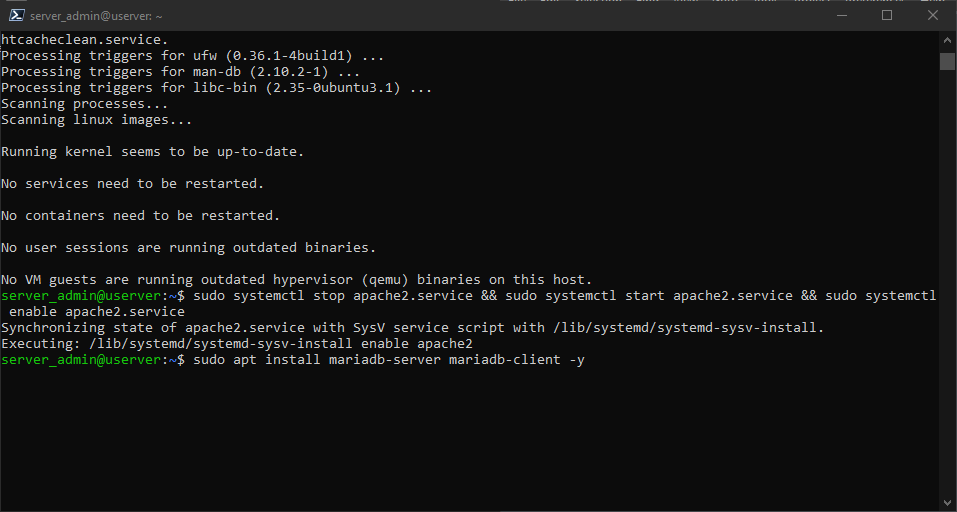 server_admin@userver: ~
htcacheclean.service.
Processing triggers for ufw (0.36.1-4build1) ...
Processing triggers for man-db (2.10.2-1) ...
Processing triggers for libc-bin (2.35-0ubuntu3.1) ...
Scanning processes...
Scanning linux images...
Running kernel seems to be up-to-date.
No services need to be restarted.
No containers need to be restarted.
No user sessions are running outdated binaries.
No VM guests are running outdated hypervisor (qemu) binaries on this host.
server_admin@userver:~$ sudo systemctl stop apache2.service && sudo systemctl start apache2.service && sudo systemctl
 enable apache2.service
Synchronizing state of apache2.service with SysV service script with /lib/systemd/systemd-sysv-install.
Executing: /lib/systemd/systemd-sysv-install enable apache2
server_admin@userver:~$ sudo apt install mariadb-server mariadb-client -y